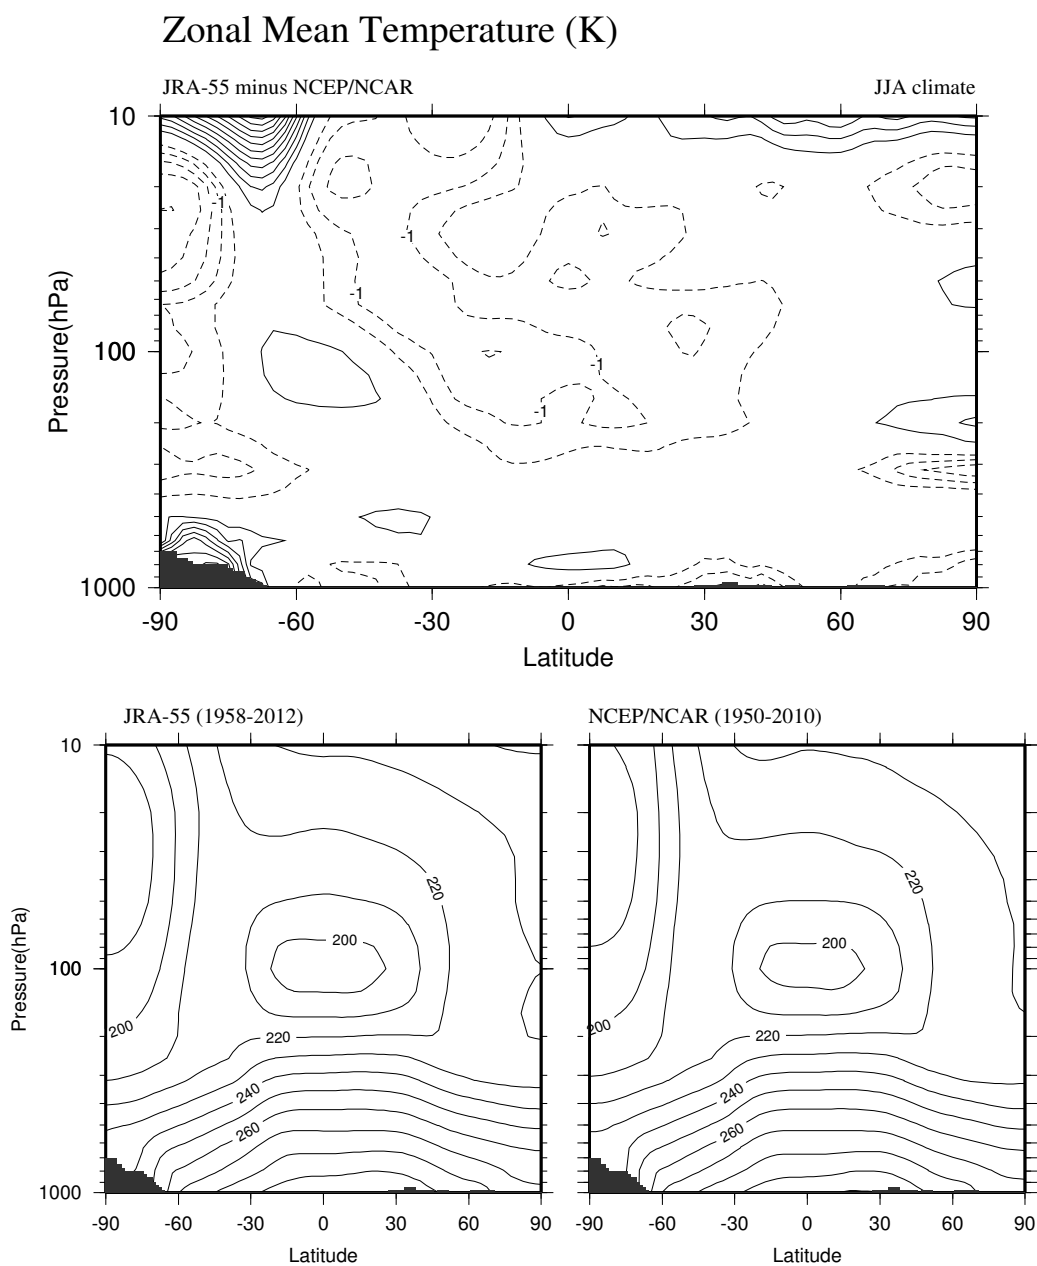 Zonal Mean Temperature (K)
JRA-55 minus NCEP/NCAR JJA climate
10
100
1000
Pressure(hPa)
-1
-1
-1
-1
-1
-90 -60 -30 0 30 60 90
Latitude
JRA-55 (1958-2012)
10
100
1000
Pressure(hPa)
220
200
200
220
240
260
-90 -60 -30 0 30 60 90
Latitude
NCEP/NCAR (1950-2010)
220
200
200
220
240
260
-90 -60 -30 0 30 60 90
Latitude